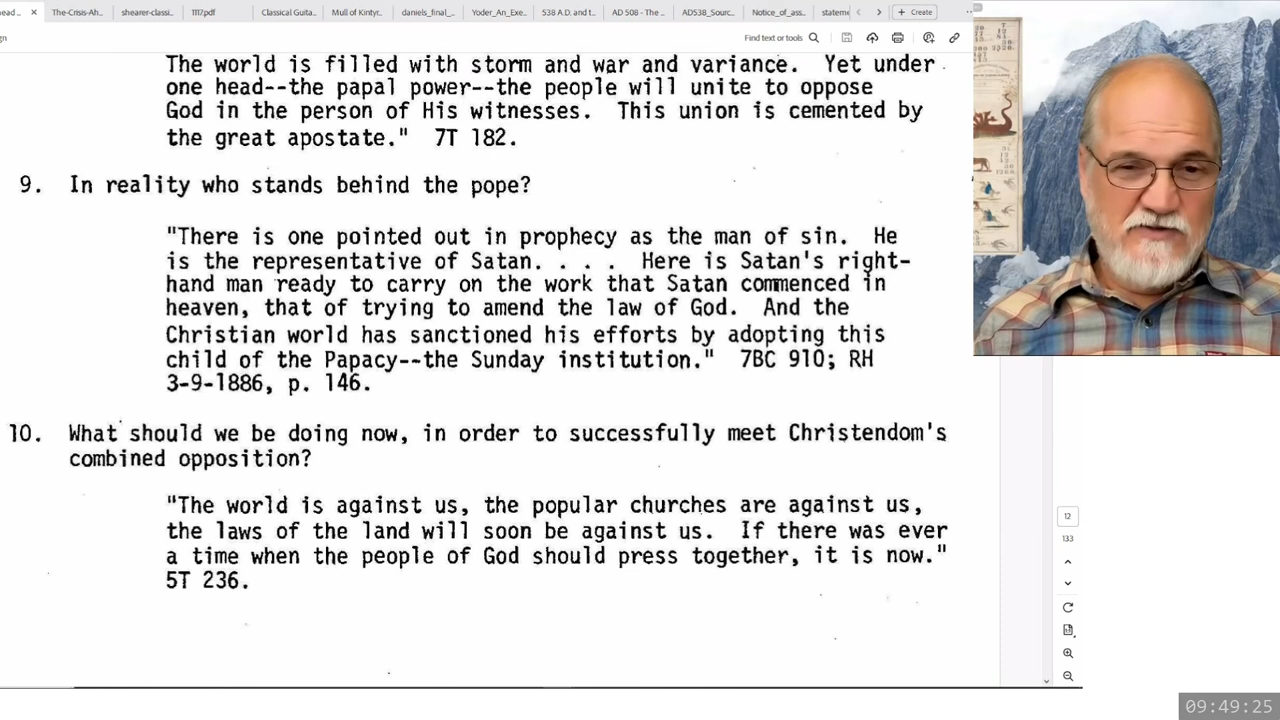 ead ...
The-Crisis-Ah...
shearer-classi...
1117.pdf
Classical Guita...
Mull of Kintyr...
daniels_final_...
Yoder_An_Exe...
538 A.D. and t...
AD 508 - The ...
ADS3B_Sourc...
Notice_of_ass...
stateme
Create
gn
Find text or tools
The world is filled with storm and war and variance. Yet under
one head--the papal power--the people will unite to oppose
God in the person of His witnesses. This union is cemented by
the great apostate." 7T 182.
9. In reality who stands behind the pope?
"There is one pointed out in prophecy as the man of sin. He
is the representative of Satan. . . . Here is Satan's right-
hand man ready to carry on the work that Satan commenced in
heaven, that of trying to amend the law of God. And the
Christian world has sanctioned his efforts by adopting this
child of the Papacy--the Sunday institution." 7BC 910; RH
3-9-1886, p. 146.
10. What should we be doing now, in order to successfully meet Christendom's
combined opposition?
"The world is against us, the popular churches are against us,
the laws of the land will soon be against us. If there was ever
a time when the people of God should press together, it is now."
5T 236.
12
133
09:49:25